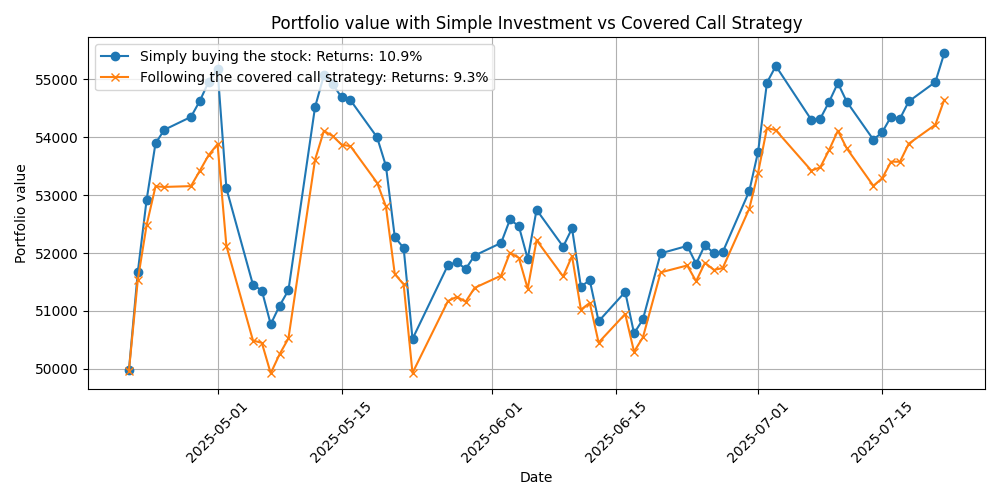 Portfolio value with Simple Investment vs Covered Call Strategy
Simply buying the stock: Returns: 10.9%
Following the covered call strategy: Returns: 9.3%
Portfolio value
55000
54000
53000
52000
51000
50000
2025-05-01
2025-05-15
2025-06-01
2025-06-15
2025-07-01
2025-07-15
Date